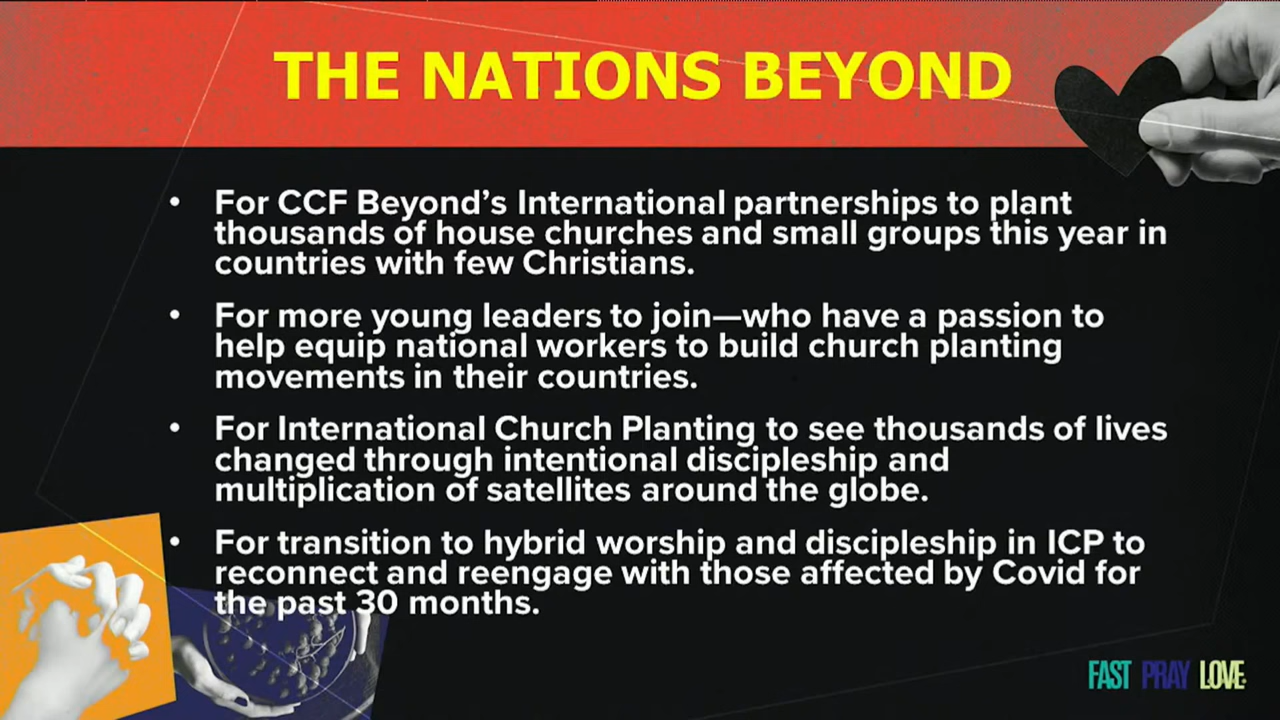 THE NATIONS BEYOND
• For CCF Beyond’s International partnerships to plant
thousands of house churches and small groups this year in
countries with few Christians.
• For more young leaders to join—who have a passion to
help equip national workers to build church planting
movements in their countries.
• For International Church Planting to see thousands of lives
changed through intentional discipleship and
multiplication of satellites around the globe.
• For transition to hybrid worship and discipleship in ICP to
reconnect and reengage with those affected by Covid for
the past 30 months.
FAST PRAY LOVE